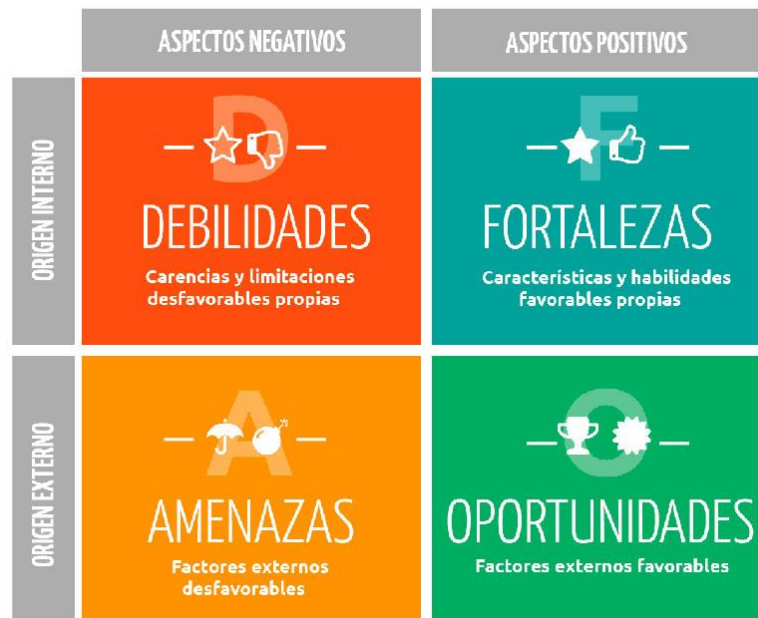 ASPECTOS NEGATIVOS
ASPECTOS POSITIVOS
ORIGEN INTERNO
D
DEBILIDADES
Carencias y limitaciones
desfavorables propias
F
FORTALEZAS
Características y habilidades
favorables propias
ORIGEN EXTERNO
A
AMENAZAS
Factores externos
desfavorables
O
OPORTUNIDADES
Factores externos favorables